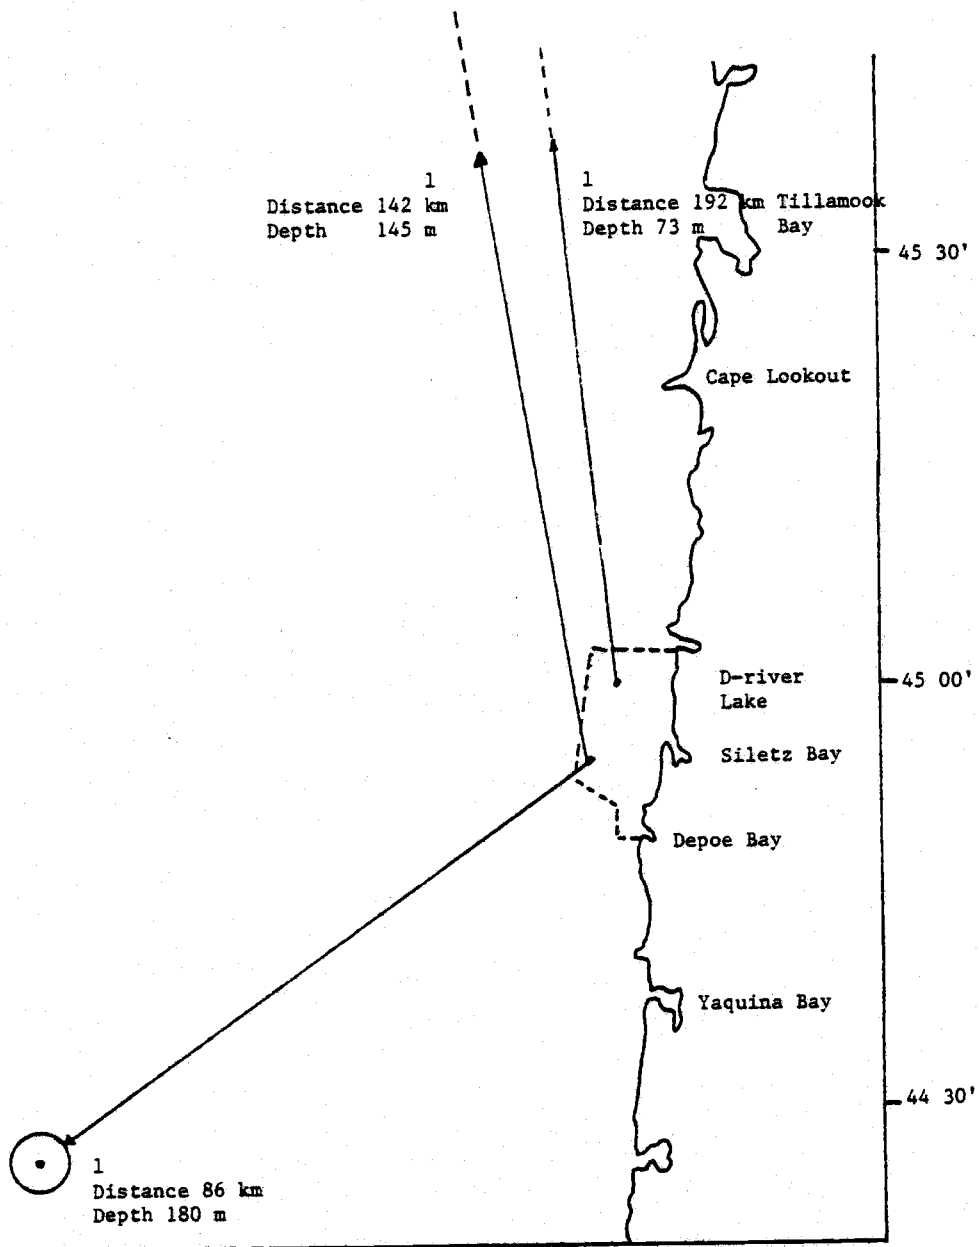 1
Distance 142 km
Depth 145 m
1
Distance 192 km
Depth 73 m
Tillamook
Bay
45 30'
Cape Lookout
D-river
Lake
45 00'
Siletz Bay
Depoe Bay
Yaquina Bay
44 30'
1
Distance 86 km
Depth 180 m